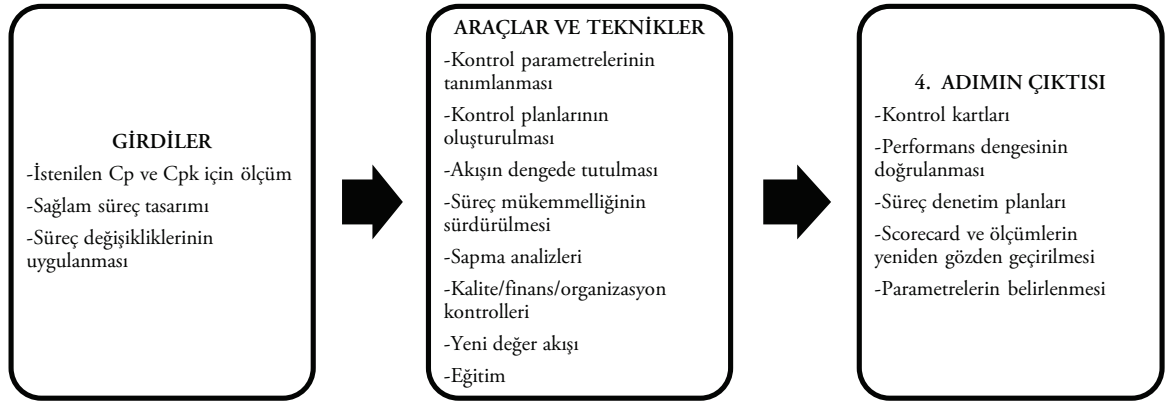 GİRDİLER
-İstenilen Cp ve Cpk için ölçüm
-Sağlam süreç tasarımı
-Süreç değişikliklerinin
uygulanması
ARAÇLAR VE TEKNİKLER
-Kontrol parametrelerinin
tanımlanması
-Kontrol planlarının
oluşturulması
-Akışın dengede tutulması
-Süreç mükemmelliğinin
sürdürülmesi
-Sapma analizleri
-Kalite/finans/organizasyon
kontrolleri
-Yeni değer akışı
-Eğitim
4. ADIMIN ÇIKTISI
-Kontrol kartları
-Performans dengesinin
doğrulanması
-Süreç denetim planları
-Scorecard ve ölçümlerin
yeniden gözden geçirilmesi
-Parametrelerin belirlenmesi